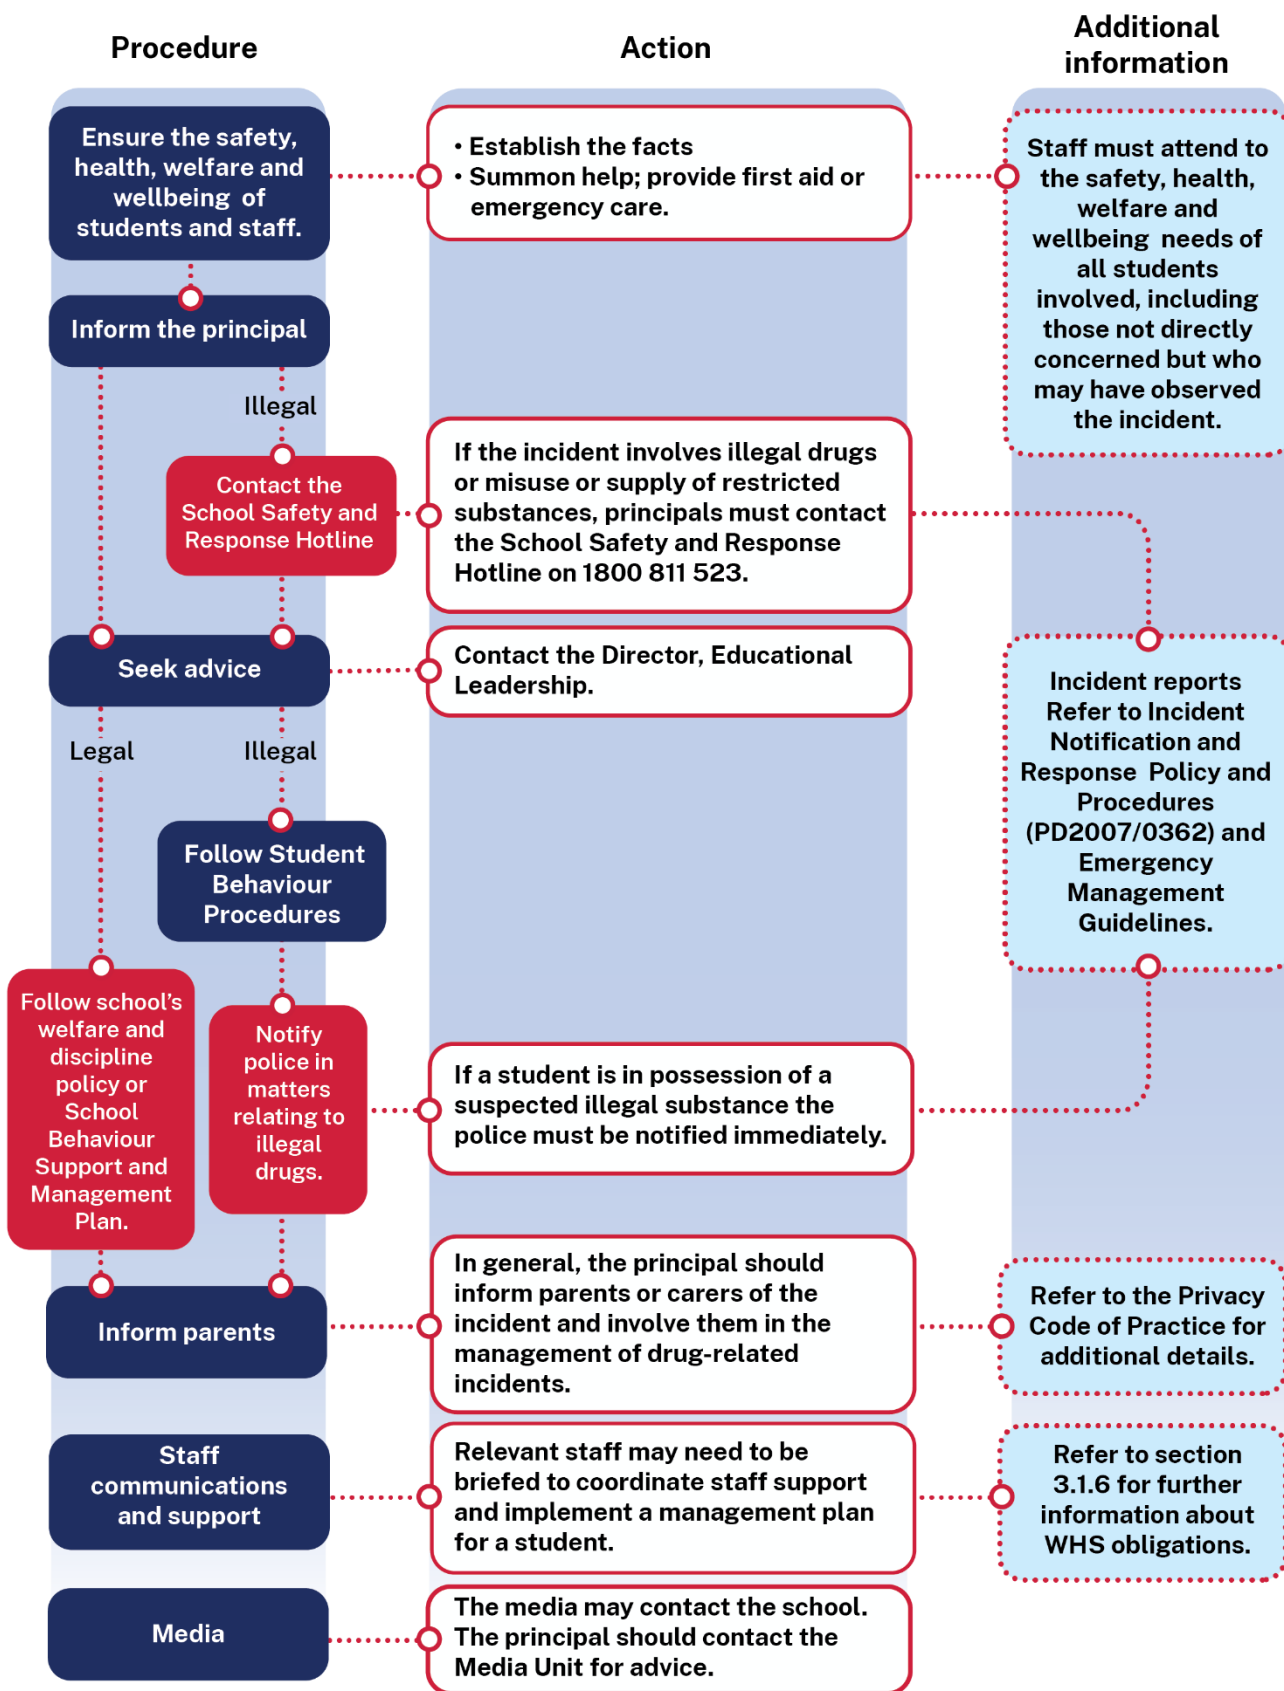 Procedure
Action
Additional
information
Ensure the safety,
health, welfare and
wellbeing of
students and staff.
• Establish the facts
• Summon help; provide first aid or
emergency care.
Staff must attend to
the safety, health,
welfare and
wellbeing needs of
all students
involved, including
those not directly
concerned but who
may have observed
the incident.
Inform the principal
Illegal
Contact the
School Safety and
Response Hotline
If the incident involves illegal drugs
or misuse or supply of restricted
substances, principals must contact
the School Safety and Response
Hotline on 1800 811 523.
Seek advice
Contact the Director, Educational
Leadership.
Incident reports
Refer to Incident
Notification and
Response Policy and
Procedures
(PD2007/0362) and
Emergency
Management
Guidelines.
Legal
Illegal
Follow Student
Behaviour
Procedures
Follow school's
welfare and
discipline
policy or
School
Behaviour
Support and
Management
Plan.
Notify
police in
matters
relating to
illegal
drugs.
If a student is in possession of a
suspected illegal substance the
police must be notified immediately.
Inform parents
In general, the principal should
inform parents or carers of the
incident and involve them in the
management of drug-related
incidents.
Refer to the Privacy
Code of Practice for
additional details.
Staff
communications
and support
Relevant staff may need to be
briefed to coordinate staff support
and implement a management plan
for a student.
Refer to section
3.1.6 for further
information about
WHS obligations.
Media
The media may contact the school.
The principal should contact the
Media Unit for advice.